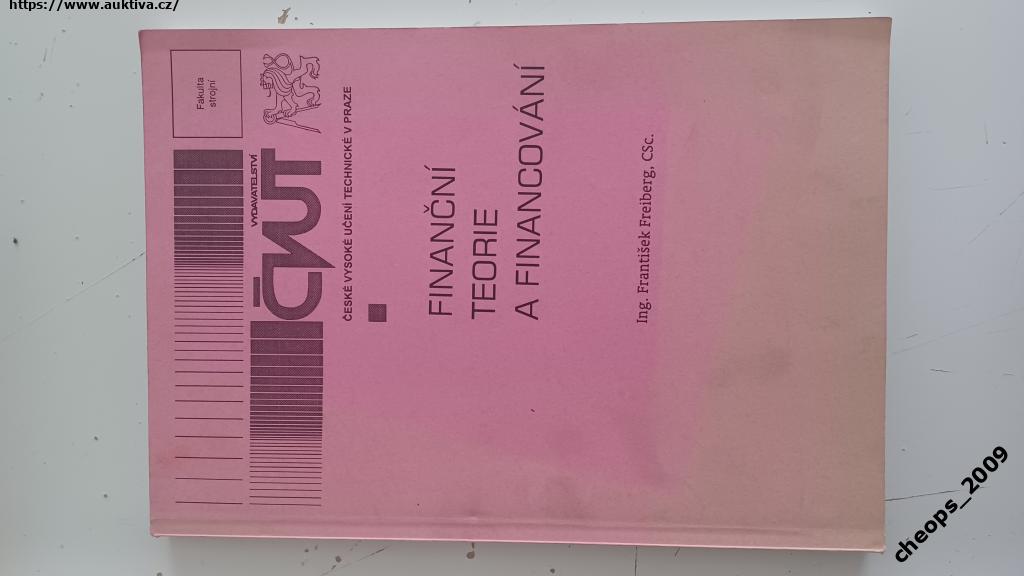 https://www.auktiva.cz/
Fakulta
strojní
VYDAVATELSTVÍ
ČVUT
ČESKÉ VYSOKÉ UČENÍ TECHNICKÉ V PRAZE
FINANČNÍ
TEORIE
A FINANCOVÁNÍ
Ing. František Freiberg, CSc.
cheops_2009